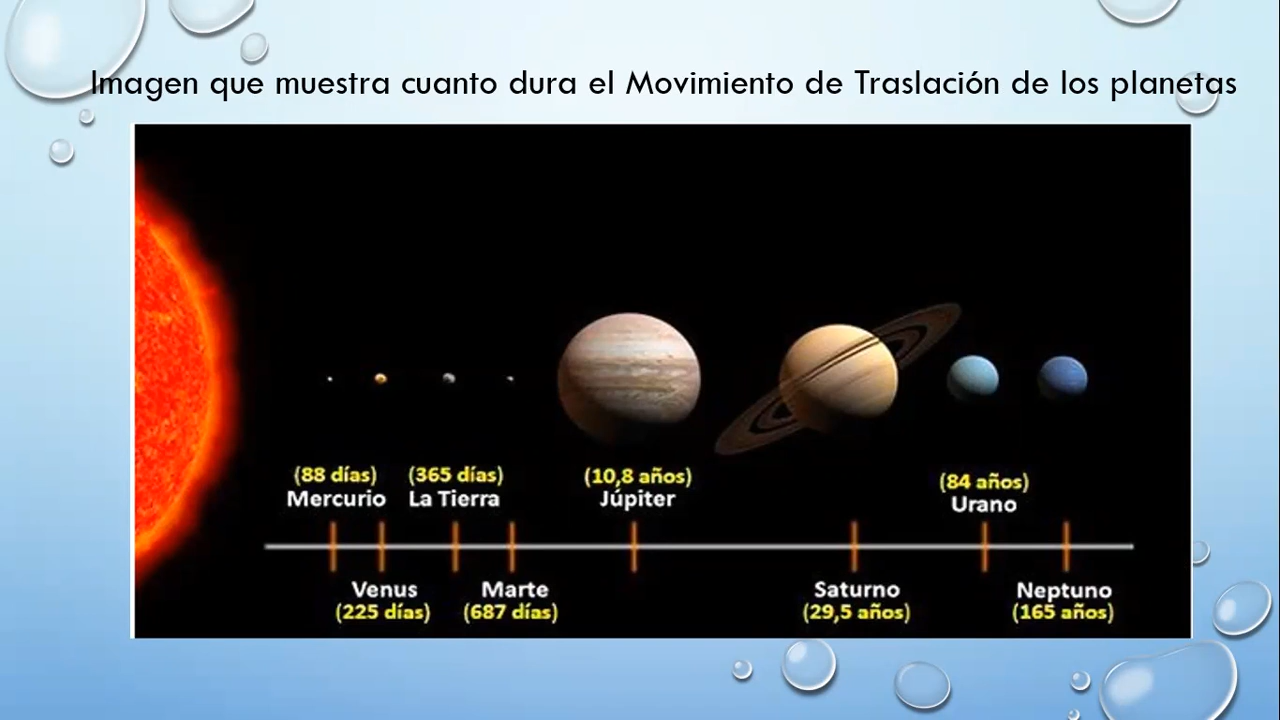 Imagen que muestra cuanto dura el Movimiento de Traslación de los planetas
(88 días) (365 días) (10,8 años) (84 años)
Mercurio La Tierra Júpiter Urano
Venus Marte Saturno Neptuno
(225 días) (687 días) (29,5 años) (165 años)